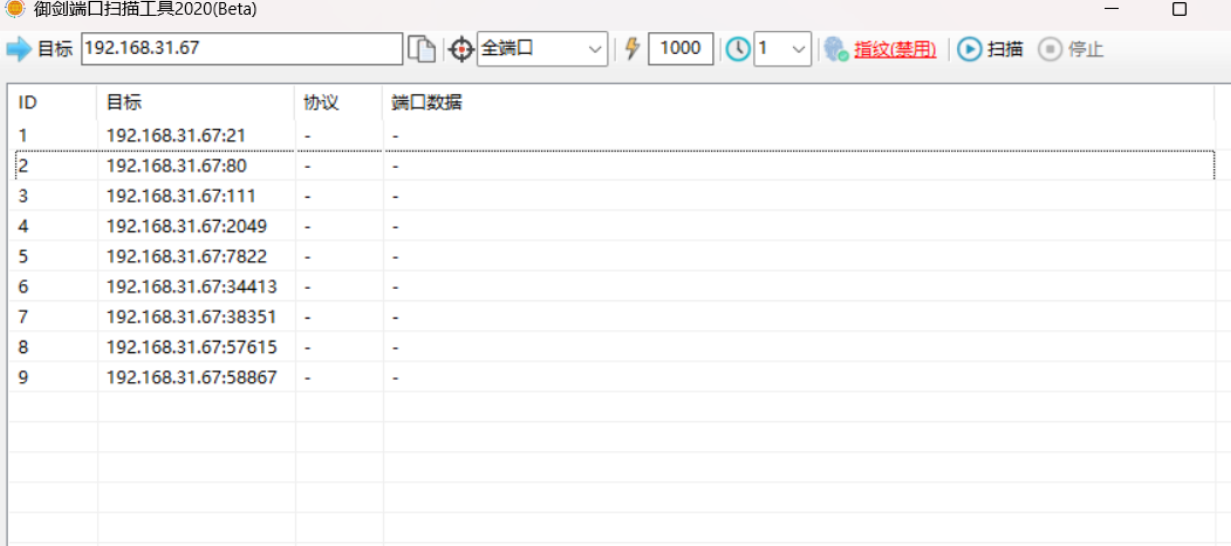 御剑端口扫描工具2020(Beta)
目标 192.168.31.67 全端口 1000 1 指纹(禁用) 扫描 停止
ID 目标 协议 端口数据
1 192.168.31.67:21 - -
2 192.168.31.67:80 - -
3 192.168.31.67:111 - -
4 192.168.31.67:2049 - -
5 192.168.31.67:7822 - -
6 192.168.31.67:34413 - -
7 192.168.31.67:38351 - -
8 192.168.31.67:57615 - -
9 192.168.31.67:58867 - -